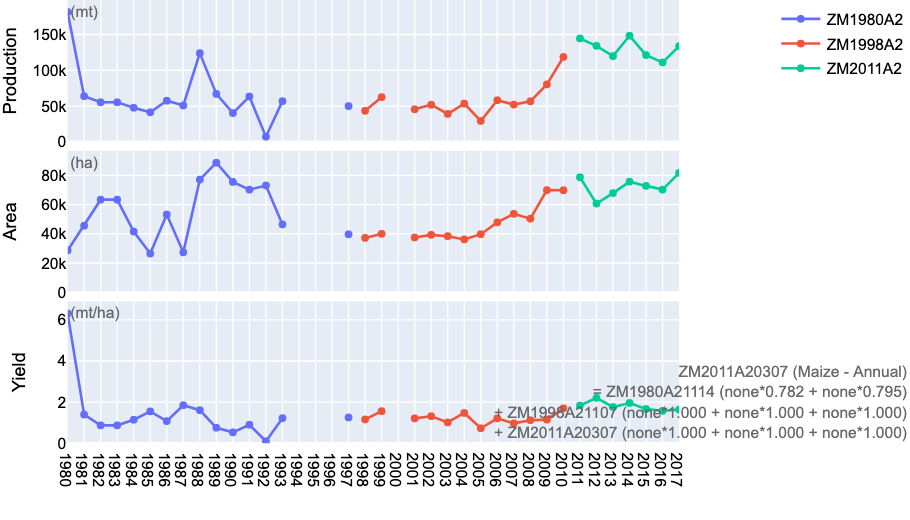 (mt)
Production
150k
100k
50k
0
ZM1980A2
ZM1998A2
ZM2011A2
(ha)
Area
80k
60k
40k
20k
0
(mt/ha)
Yield
6
4
2
0
ZM2011A20307 (Maize - Annual)
= ZM1980A21114 (none*0.782 + none*0.795)
+ ZM1998A21107 (none*1.000 + none*1.000 + none*1.000)
+ ZM2011A20307 (none*1.000 + none*1.000 + none*1.000)
1980
1981
1982
1983
1984
1985
1986
1987
1988
1989
1990
1991
1992
1993
1994
1995
1996
1997
1998
1999
2000
2001
2002
2003
2004
2005
2006
2007
2008
2009
2010
2011
2012
2013
2014
2015
2016
2017